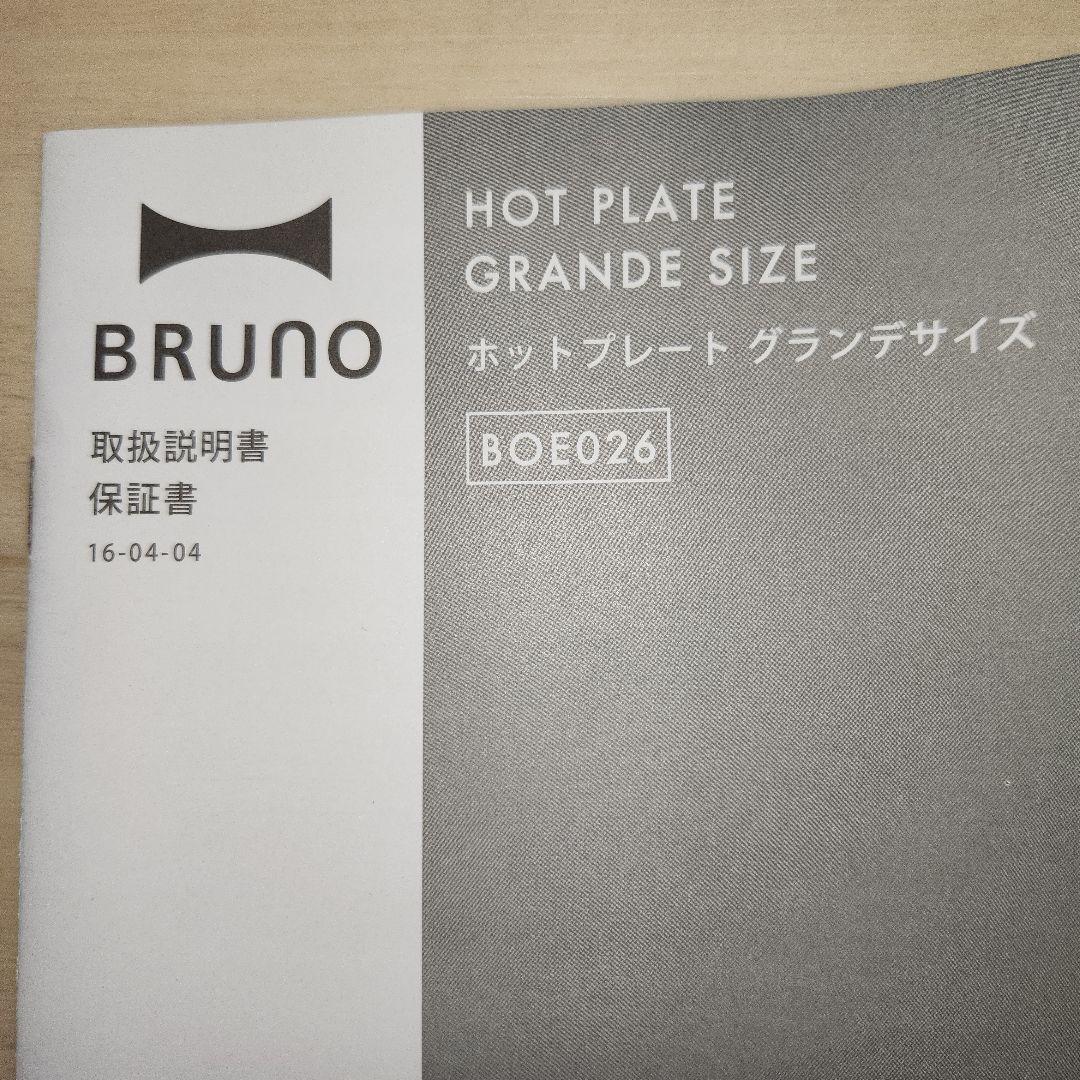 BRUNO
取扱説明書
保証書
16-04-04
HOT PLATE
GRANDE SIZE
ホットプレート グランデサイズ
BOE026